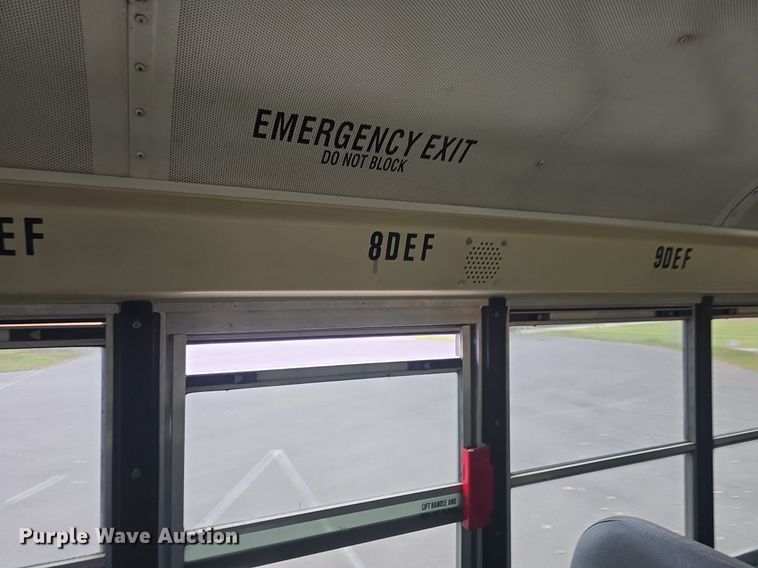 EMERGENCY EXIT
DO NOT BLOCK
EF
8DEF
9DEF
LIFT HANDLE AND
Purple Wave Auction